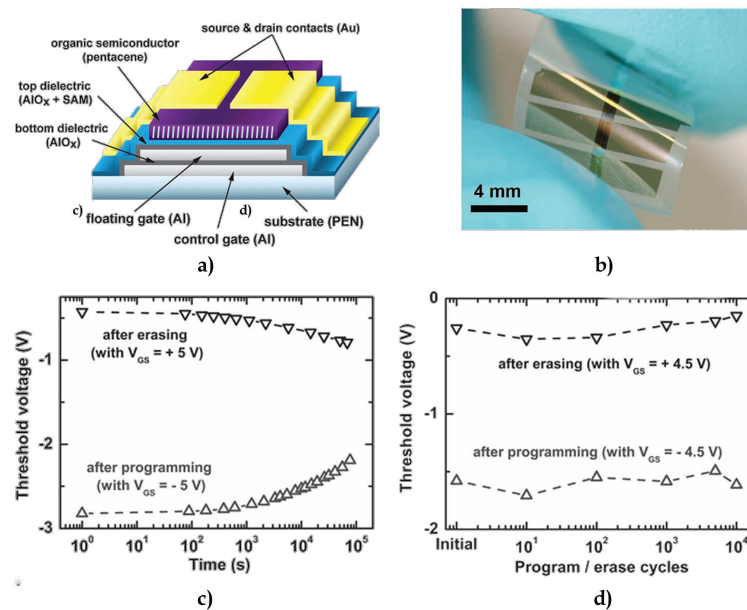 source & drain contacts (Au)
organic semiconductor
(pentacene)
top dielectric
(AlOx + SAM)
bottom dielectric
(AlOx)
c)
d)
floating gate (Al)
control gate (Al)
substrate (PEN)
a)
4 mm
b)
Threshold voltage (V)
-1
-2
-3
after erasing
(with VGS = + 5 V)
after programming
(with VGS = - 5 V)
10⁰ 10¹ 10² 10³ 10⁴ 10⁵
Time (s)
c)
Threshold voltage (V)
0
-1
-2
after erasing (with VGS = + 4.5 V)
after programming (with VGS = - 4.5 V)
Initial 10¹ 10² 10³ 10⁴
Program / erase cycles
d)